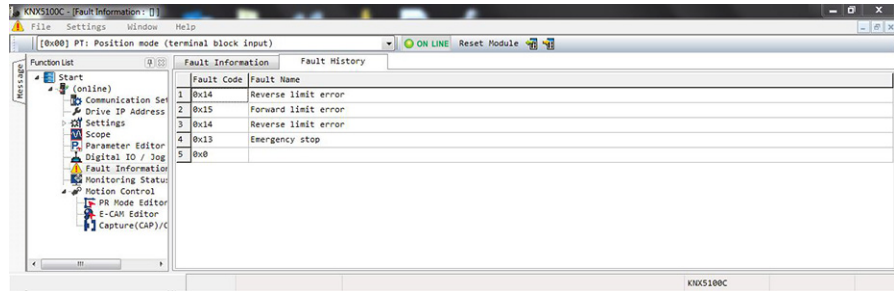 KNX5100C - [Fault Information : []]
File Settings Window Help
[0x00] PT: Position mode (terminal block input) ON LINE Reset Module
Message
Function List
Start
(online)
Communication Set
Drive IP Address
Settings
Scope
Parameter Editor
Digital IO / Jog
Fault Information
Monitoring Status
Motion Control
PR Mode Editor
E-CAM Editor
Capture(CAP)/C
Fault Information Fault History
Fault Code Fault Name
1 0x14 Reverse limit error
2 0x15 Forward limit error
3 0x14 Reverse limit error
4 0x13 Emergency stop
5 0x0
KNX5100C